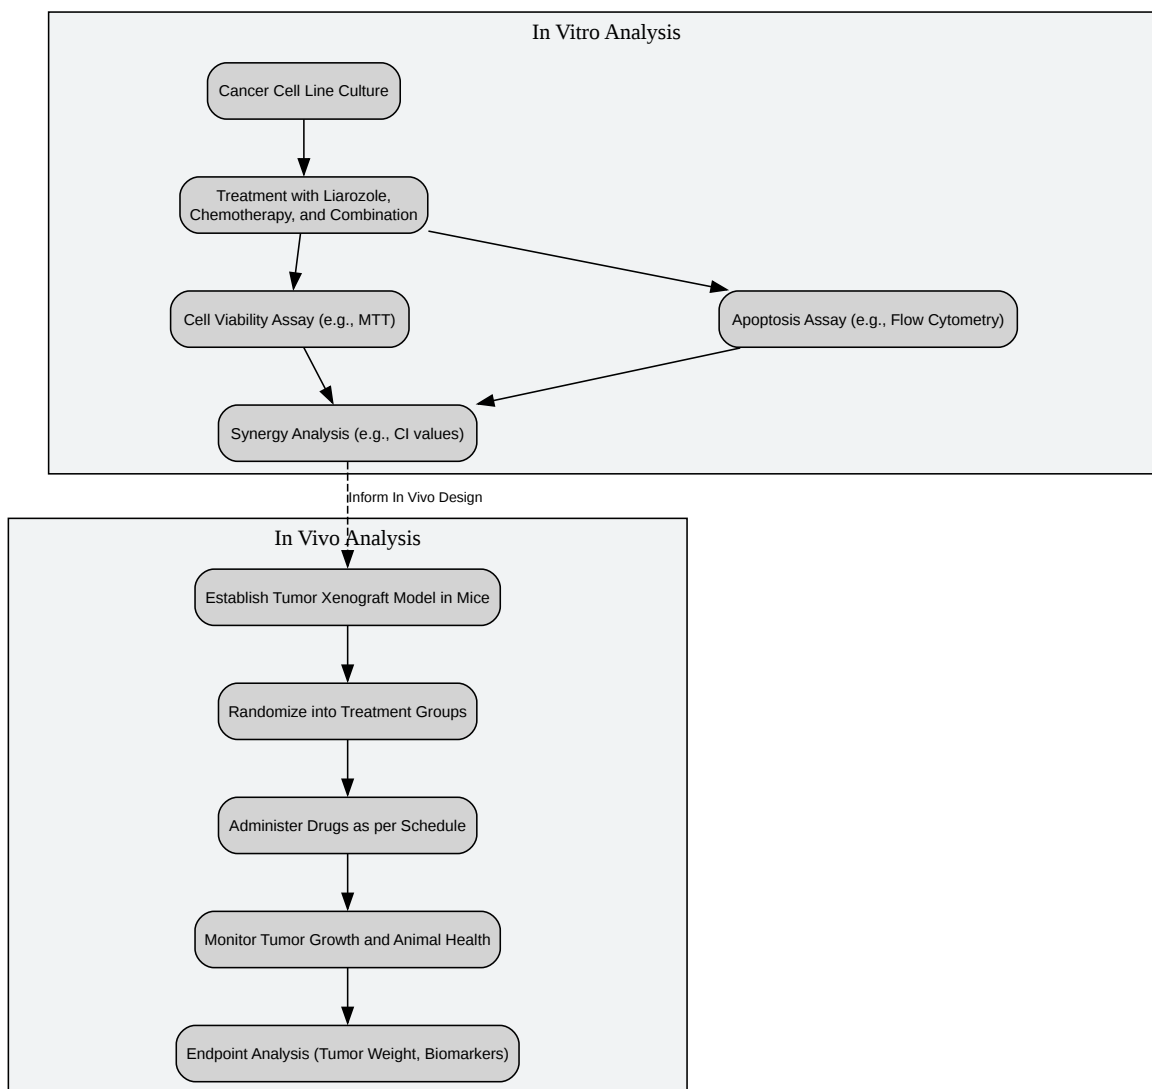 In Vitro Analysis
Cancer Cell Line Culture
Treatment with Liarozole,
Chemotherapy, and Combination
Cell Viability Assay (e.g., MTT)
Apoptosis Assay (e.g., Flow Cytometry)
Synergy Analysis (e.g., CI values)
Inform In Vivo Design
In Vivo Analysis
Establish Tumor Xenograft Model in Mice
Randomize into Treatment Groups
Administer Drugs as per Schedule
Monitor Tumor Growth and Animal Health
Endpoint Analysis (Tumor Weight, Biomarkers)